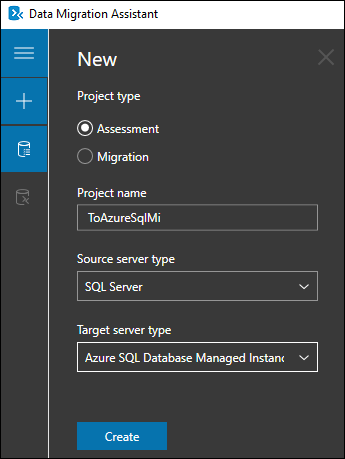 Data Migration Assistant
New
Project type
Assessment
Migration
Project name
ToAzureSqlMi
Source server type
SQL Server
Target server type
Azure SQL Database Managed Instanc
Create